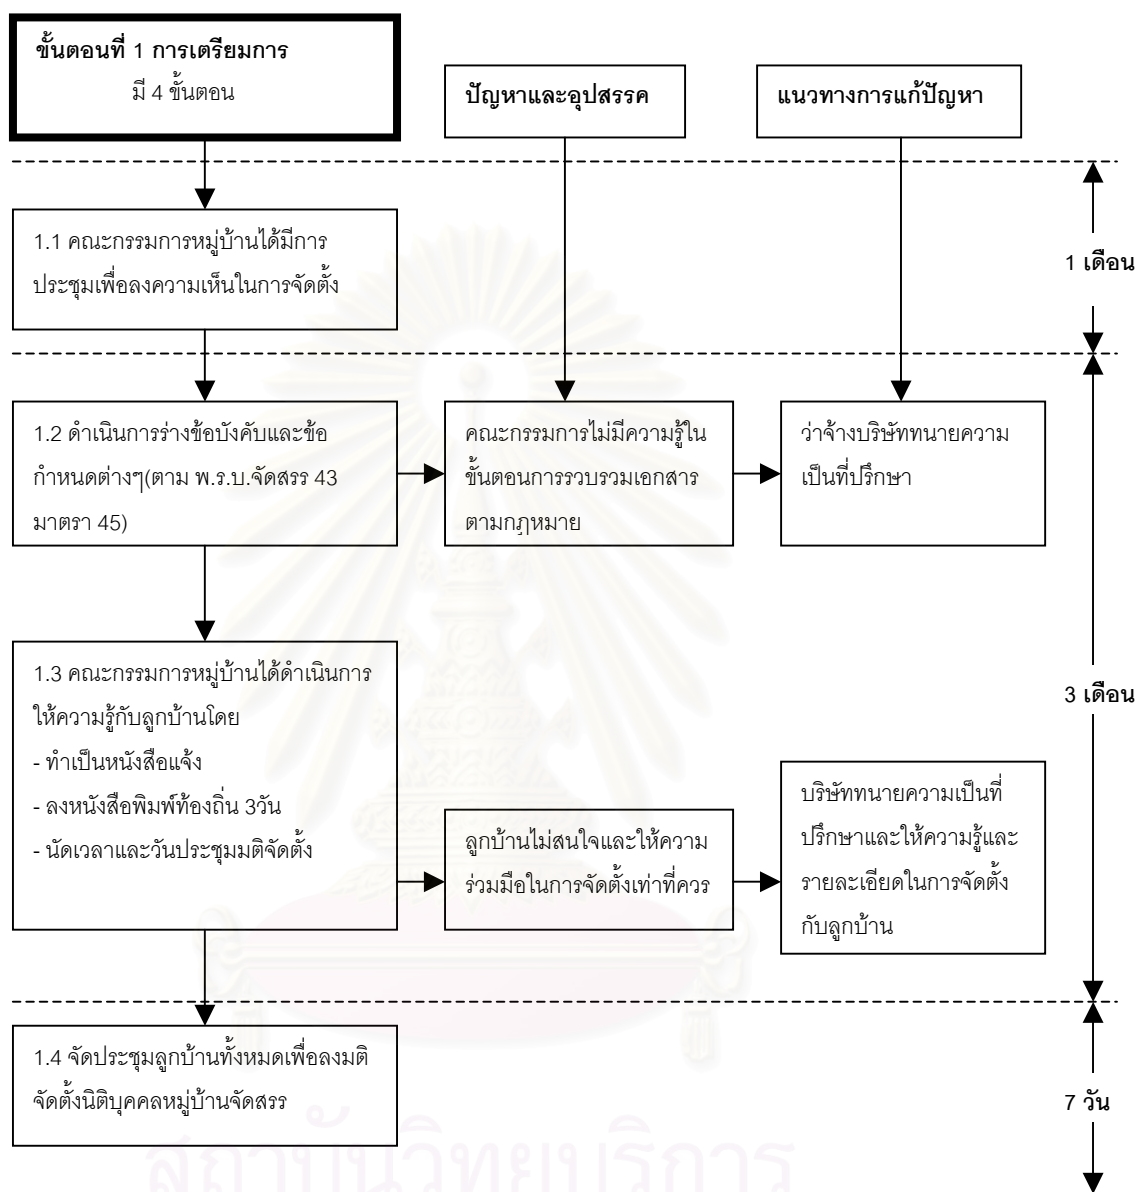 ขั้นตอนที่ 1 การเตรียมการ
มี 4 ขั้นตอน
ปัญหาและอุปสรรค
แนวทางการแก้ปัญหา
1.1 คณะกรรมการหมู่บ้านได้มีการ
ประชุมเพื่อลงความเห็นในการจัดตั้ง
1 เดือน
1.2 ดำเนินการร่างข้อบังคับและข้อ
กำหนดต่างๆ(ตาม พ.ร.บ.จัดสรร 43
มาตรา 45)
คณะกรรมการไม่มีความรู้ใน
ขั้นตอนการรวบรวมเอกสาร
ตามกฎหมาย
ว่าจ้างบริษัททนายความ
เป็นที่ปรึกษา
1.3 คณะกรรมการหมู่บ้านได้ดำเนินการ
ให้ความรู้กับลูกบ้านโดย
- ทำเป็นหนังสือแจ้ง
- ลงหนังสือพิมพ์ท้องถิ่น 3วัน
- นัดเวลาและวันประชุมมติจัดตั้ง
3 เดือน
ลูกบ้านไม่สนใจและให้ความ
ร่วมมือในการจัดตั้งเท่าที่ควร
บริษัททนายความเป็นที่
ปรึกษาและให้ความรู้และ
รายละเอียดในการจัดตั้ง
กับลูกบ้าน
1.4 จัดประชุมลูกบ้านทั้งหมดเพื่อลงมติ
จัดตั้งนิติบุคคลหมู่บ้านจัดสรร
7 วัน
สถาบันวิทยบริการ